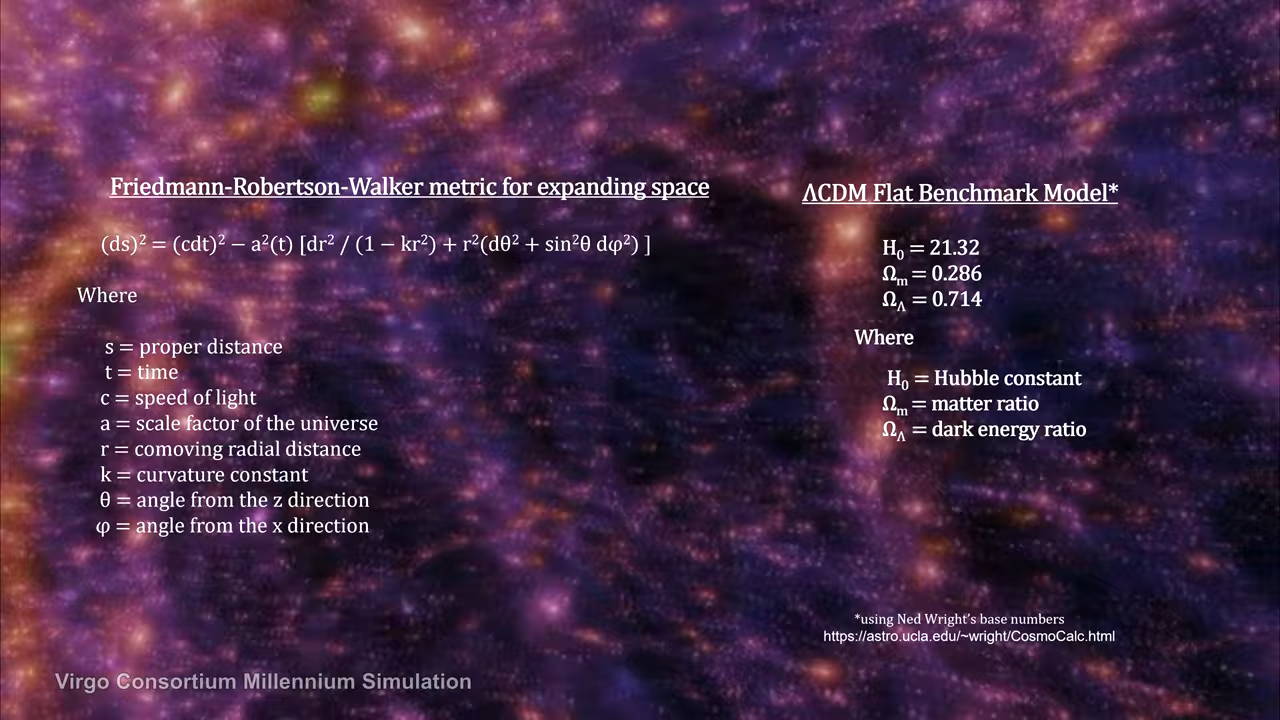 Friedmann-Robertson-Walker metric for expanding space
(ds)² = (cdt)² − a²(t) [dr² / (1 − kr²) + r²(dθ² + sin²θ dφ²) ]
Where
s = proper distance
t = time
c = speed of light
a = scale factor of the universe
r = comoving radial distance
k = curvature constant
θ = angle from the z direction
φ = angle from the x direction
ΛCDM Flat Benchmark Model*
H₀ = 21.32
Ωₘ = 0.286
Ω_Λ = 0.714
Where
H₀ = Hubble constant
Ωₘ = matter ratio
Ω_Λ = dark energy ratio
*using Ned Wright's base numbers
https://astro.ucla.edu/~wright/CosmoCalc.html
Virgo Consortium Millennium Simulation